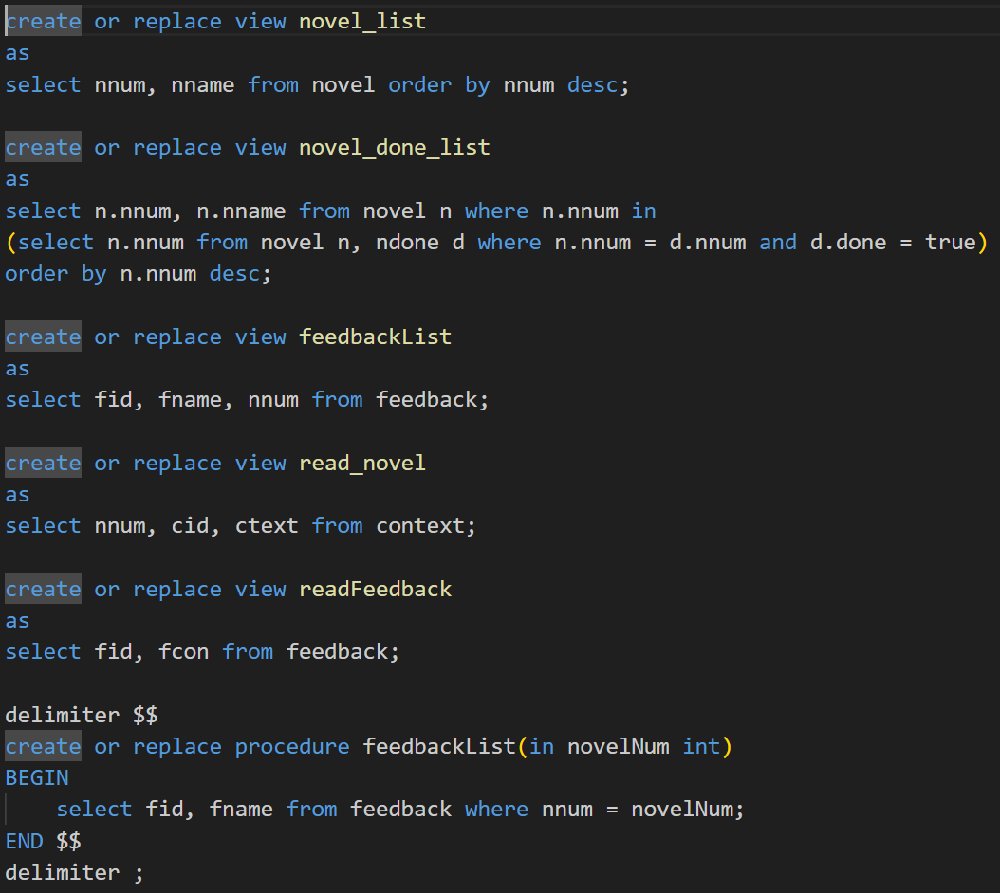 create or replace view novel_list
as
select nnum, nname from novel order by nnum desc;
create or replace view novel_done_list
as
select n.nnum, n.nname from novel n where n.nnum in
(select n.nnum from novel n, ndone d where n.nnum = d.nnum and d.done = true)
order by n.nnum desc;
create or replace view feedbackList
as
select fid, fname, nnum from feedback;
create or replace view read_novel
as
select nnum, cid, ctext from context;
create or replace view readFeedback
as
select fid, fcon from feedback;
delimiter $$
create or replace procedure feedbackList(in novelNum int)
BEGIN
    select fid, fname from feedback where nnum = novelNum;
END $$
delimiter ;